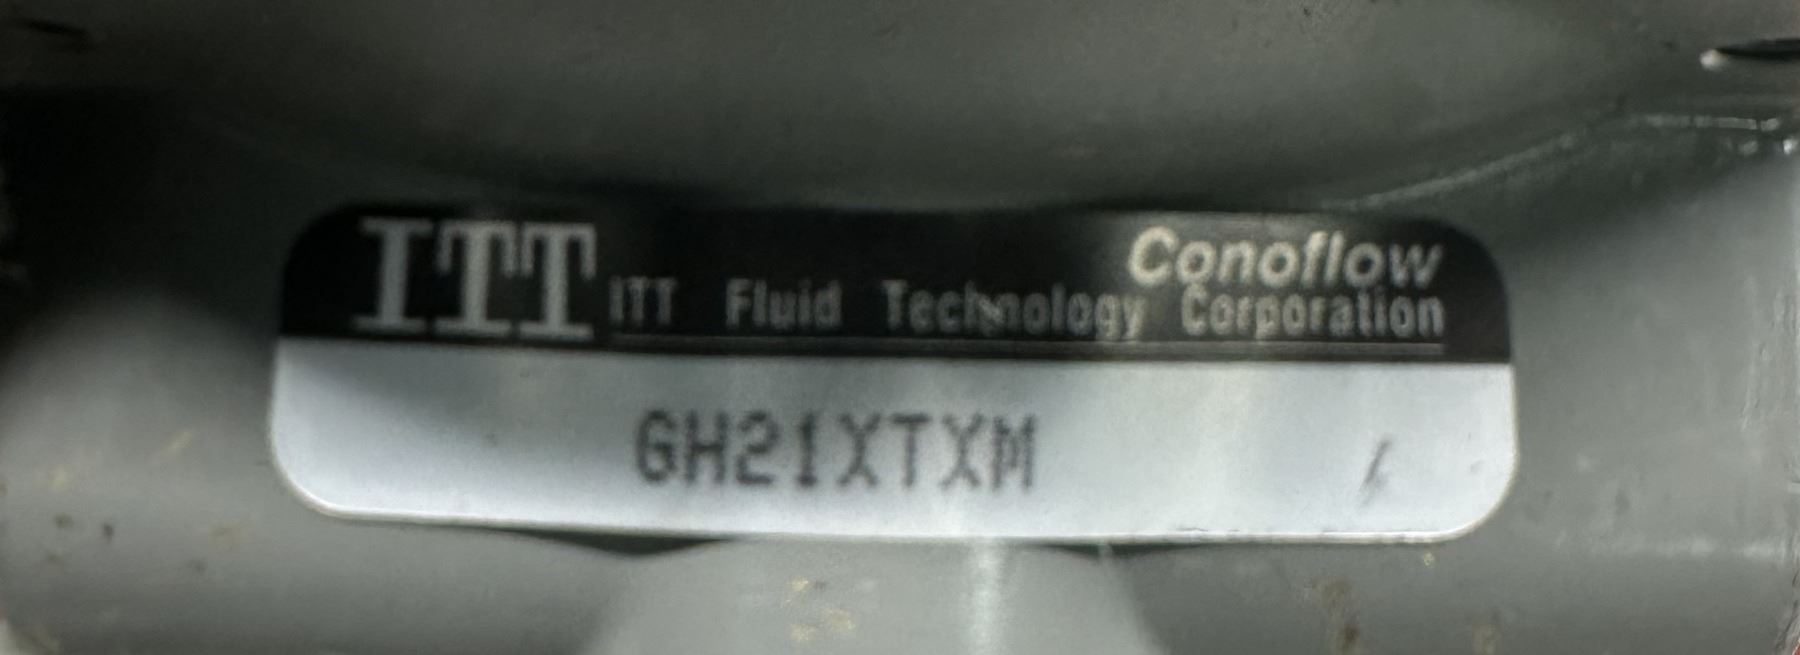 ITT
Conoflow
ITT Fluid Technology Corporation
GH21XTXM